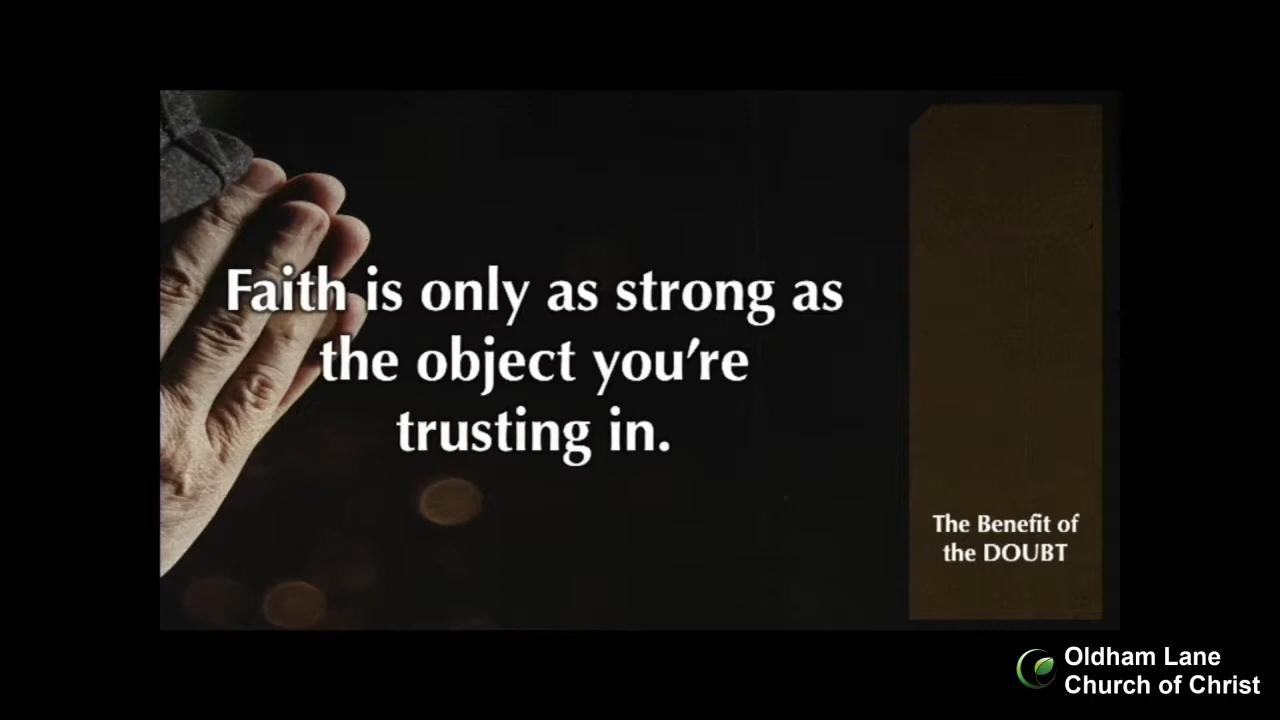 Faith is only as strong as
the object you’re
trusting in.
The Benefit of
the DOUBT
Oldham Lane
Church of Christ